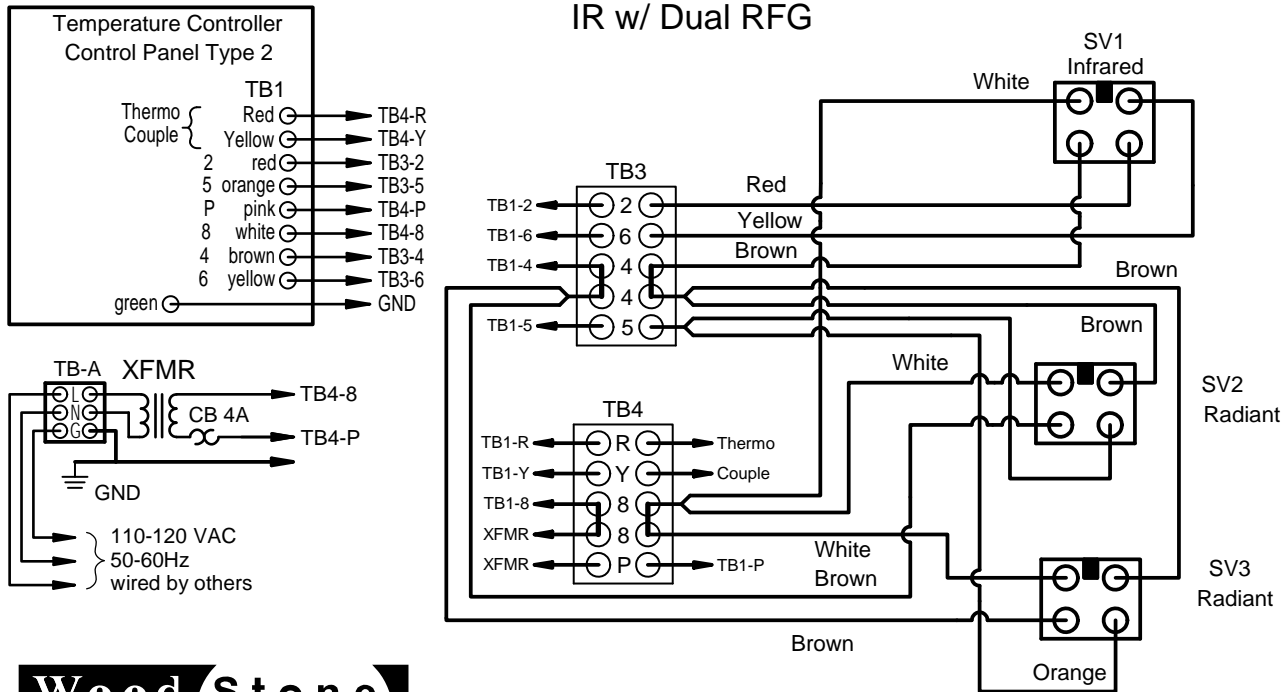 IR w/ Dual RFG
Temperature Controller
Control Panel Type 2
TB1
Thermo
Couple
Red TB4-R
Yellow TB4-Y
2 red TB3-2
5 orange TB3-5
P pink TB4-P
8 white TB4-8
4 brown TB3-4
6 yellow TB3-6
green GND
TB-A XFMR
L
N
G
CB 4A
TB4-8
TB4-P
GND
110-120 VAC
50-60Hz
wired by others
TB3
TB1-2 2 Red
TB1-6 6 Yellow
TB1-4 4 Brown
4
TB1-5 5
TB4
TB1-R R Thermo
TB1-Y Y Couple
TB1-8 8
XFMR 8
XFMR P TB1-P
White
SV1
Infrared
Brown
Brown
White
SV2
Radiant
White
Brown
SV3
Radiant
Brown
Orange
Wood Stone